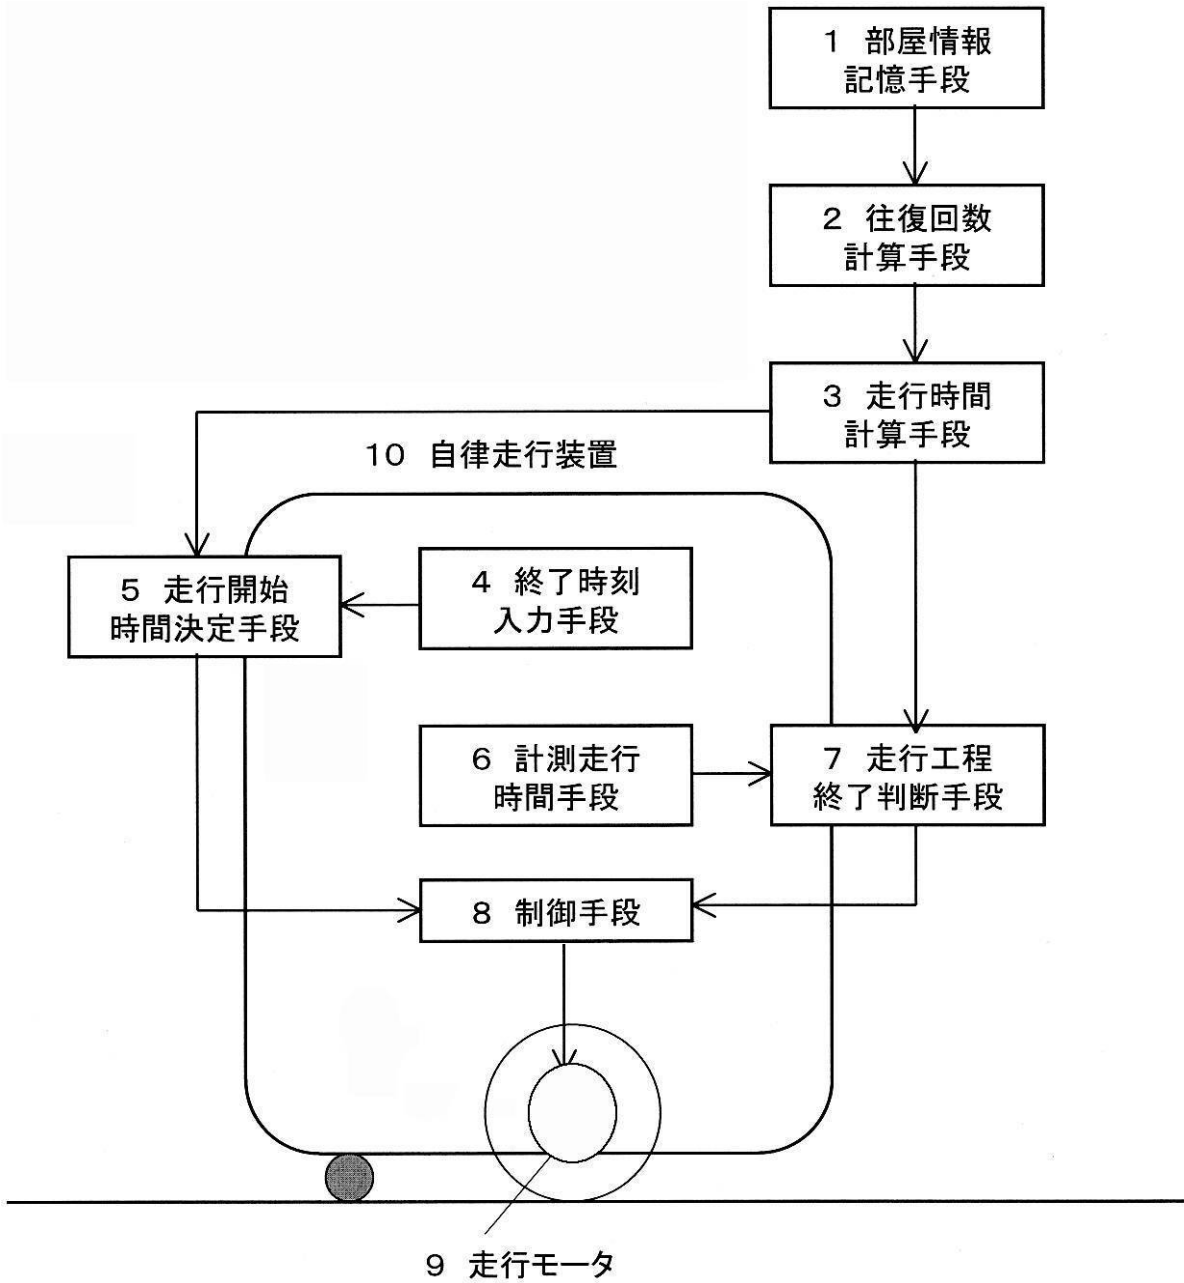 １ 部屋情報
記憶手段
２ 往復回数
計算手段
３ 走行時間
計算手段
１０ 自律走行装置
５ 走行開始
時間決定手段
４ 終了時刻
入力手段
６ 計測走行
時間手段
７ 走行工程
終了判断手段
８ 制御手段
９ 走行モータ